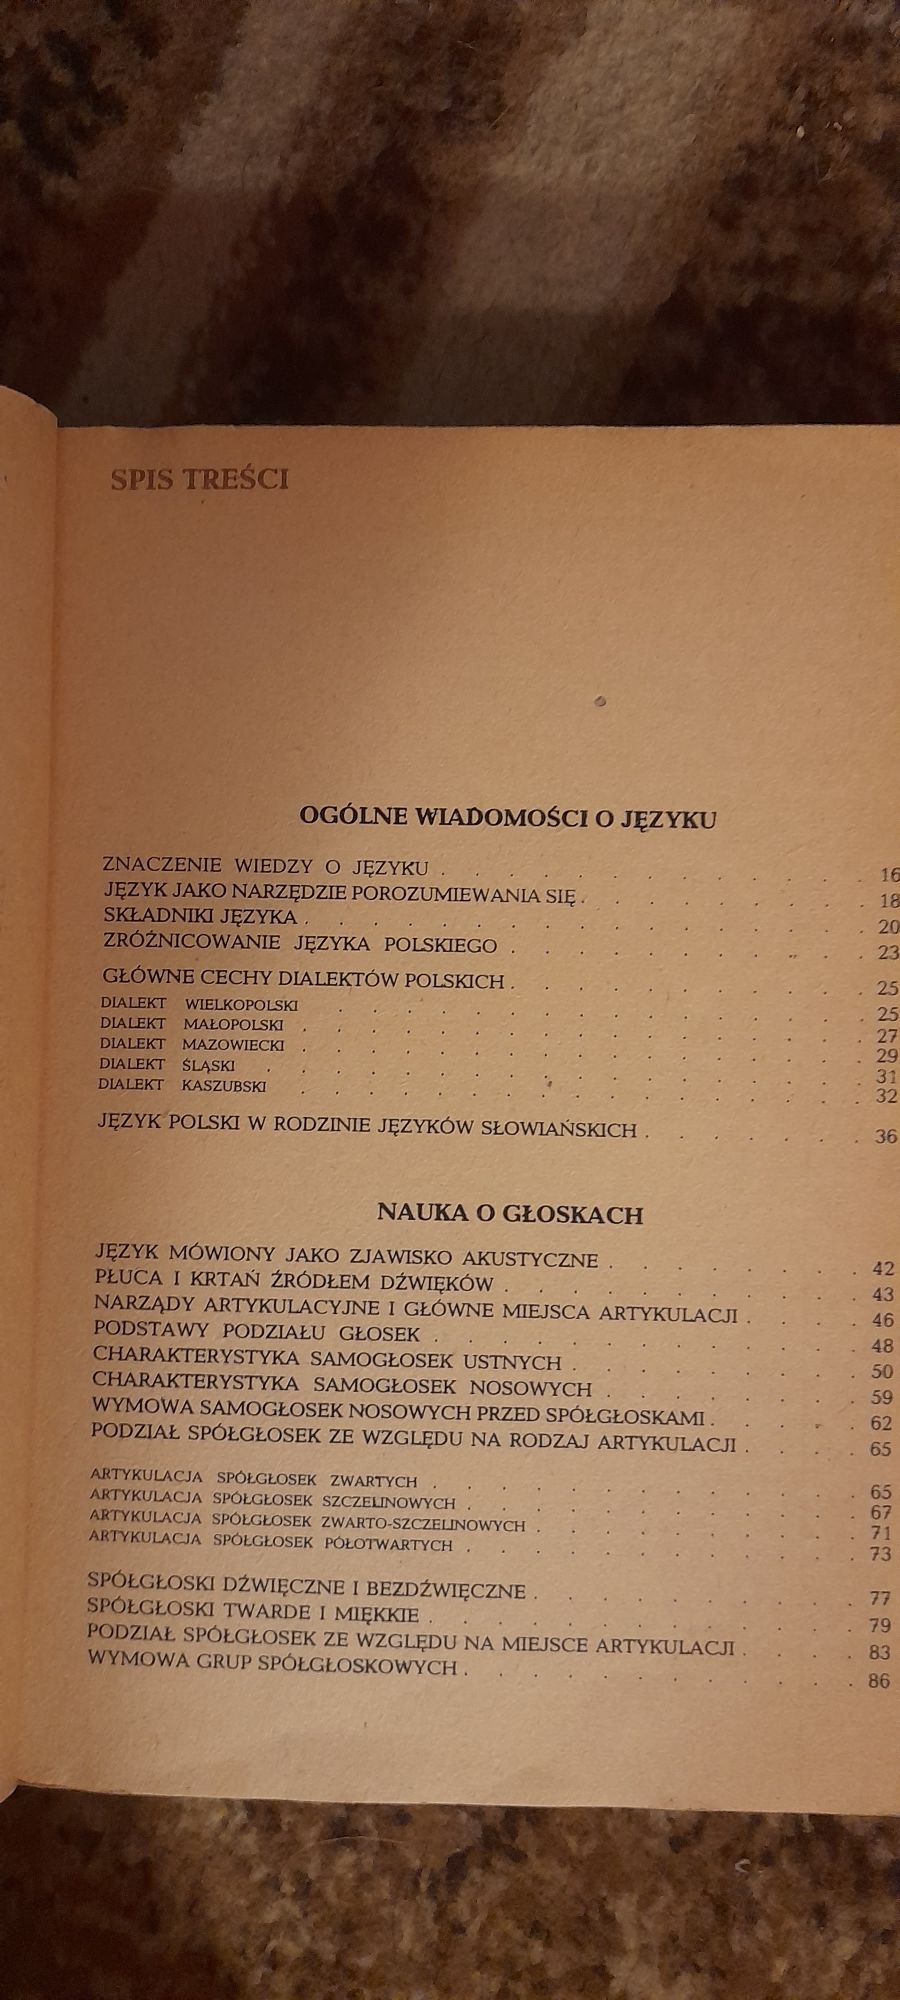 SPIS TREŚCI
OGÓLNE WIADOMOŚCI O JĘZYKU
ZNACZENIE WIEDZY O JĘZYKU . . . . . . . . . . . . 16
JĘZYK JAKO NARZĘDZIE POROZUMIEWANIA SIĘ . . . . . . . . 18
SKŁADNIKI JĘZYKA . . . . . . . . . . . . . . . . 20
ZRÓŻNICOWANIE JĘZYKA POLSKIEGO . . . . . . . . . . 23
GŁÓWNE CECHY DIALEKTÓW POLSKICH . . . . . . . . . . 25
DIALEKT WIELKOPOLSKI . . . . . . . . . . . . . . . 25
DIALEKT MAŁOPOLSKI . . . . . . . . . . . . . . . . 27
DIALEKT MAZOWIECKI . . . . . . . . . . . . . . . . 29
DIALEKT ŚLĄSKI . . . . . . . . . . . . . . . . . 31
DIALEKT KASZUBSKI . . . . . . . . . . . . . . . . 32
JĘZYK POLSKI W RODZINIE JĘZYKÓW SŁOWIAŃSKICH . . . . . . . 36
NAUKA O GŁOSKACH
JĘZYK MÓWIONY JAKO ZJAWISKO AKUSTYCZNE . . . . . . . . 42
PŁUCA I KRTAŃ ŹRÓDŁEM DŹWIĘKÓW . . . . . . . . . . 43
NARZĄDY ARTYKULACYJNE I GŁÓWNE MIEJSCA ARTYKULACJI . . . . 46
PODSTAWY PODZIAŁU GŁOSEK . . . . . . . . . . . . 48
CHARAKTERYSTYKA SAMOGŁOSEK USTNYCH . . . . . . . . . 50
CHARAKTERYSTYKA SAMOGŁOSEK NOSOWYCH . . . . . . . . 59
WYMOWA SAMOGŁOSEK NOSOWYCH PRZED SPÓŁGŁOSKAMI . . . . . 62
PODZIAŁ SPÓŁGŁOSEK ZE WZGLĘDU NA RODZAJ ARTYKULACJI . . . . 65
ARTYKULACJA SPÓŁGŁOSEK ZWARTYCH . . . . . . . . . . . . 65
ARTYKULACJA SPÓŁGŁOSEK SZCZELINOWYCH . . . . . . . . . . . 67
ARTYKULACJA SPÓŁGŁOSEK ZWARTO-SZCZELINOWYCH . . . . . . . . . 71
ARTYKULACJA SPÓŁGŁOSEK PÓŁOTWARTYCH . . . . . . . . . . . 73
SPÓŁGŁOSKI DŹWIĘCZNE I BEZDŹWIĘCZNE . . . . . . . . . . 77
SPÓŁGŁOSKI TWARDE I MIĘKKIE . . . . . . . . . . . . 79
PODZIAŁ SPÓŁGŁOSEK ZE WZGLĘDU NA MIEJSCE ARTYKULACJI . . . . 83
WYMOWA GRUP SPÓŁGŁOSKOWYCH . . . . . . . . . . . . 86